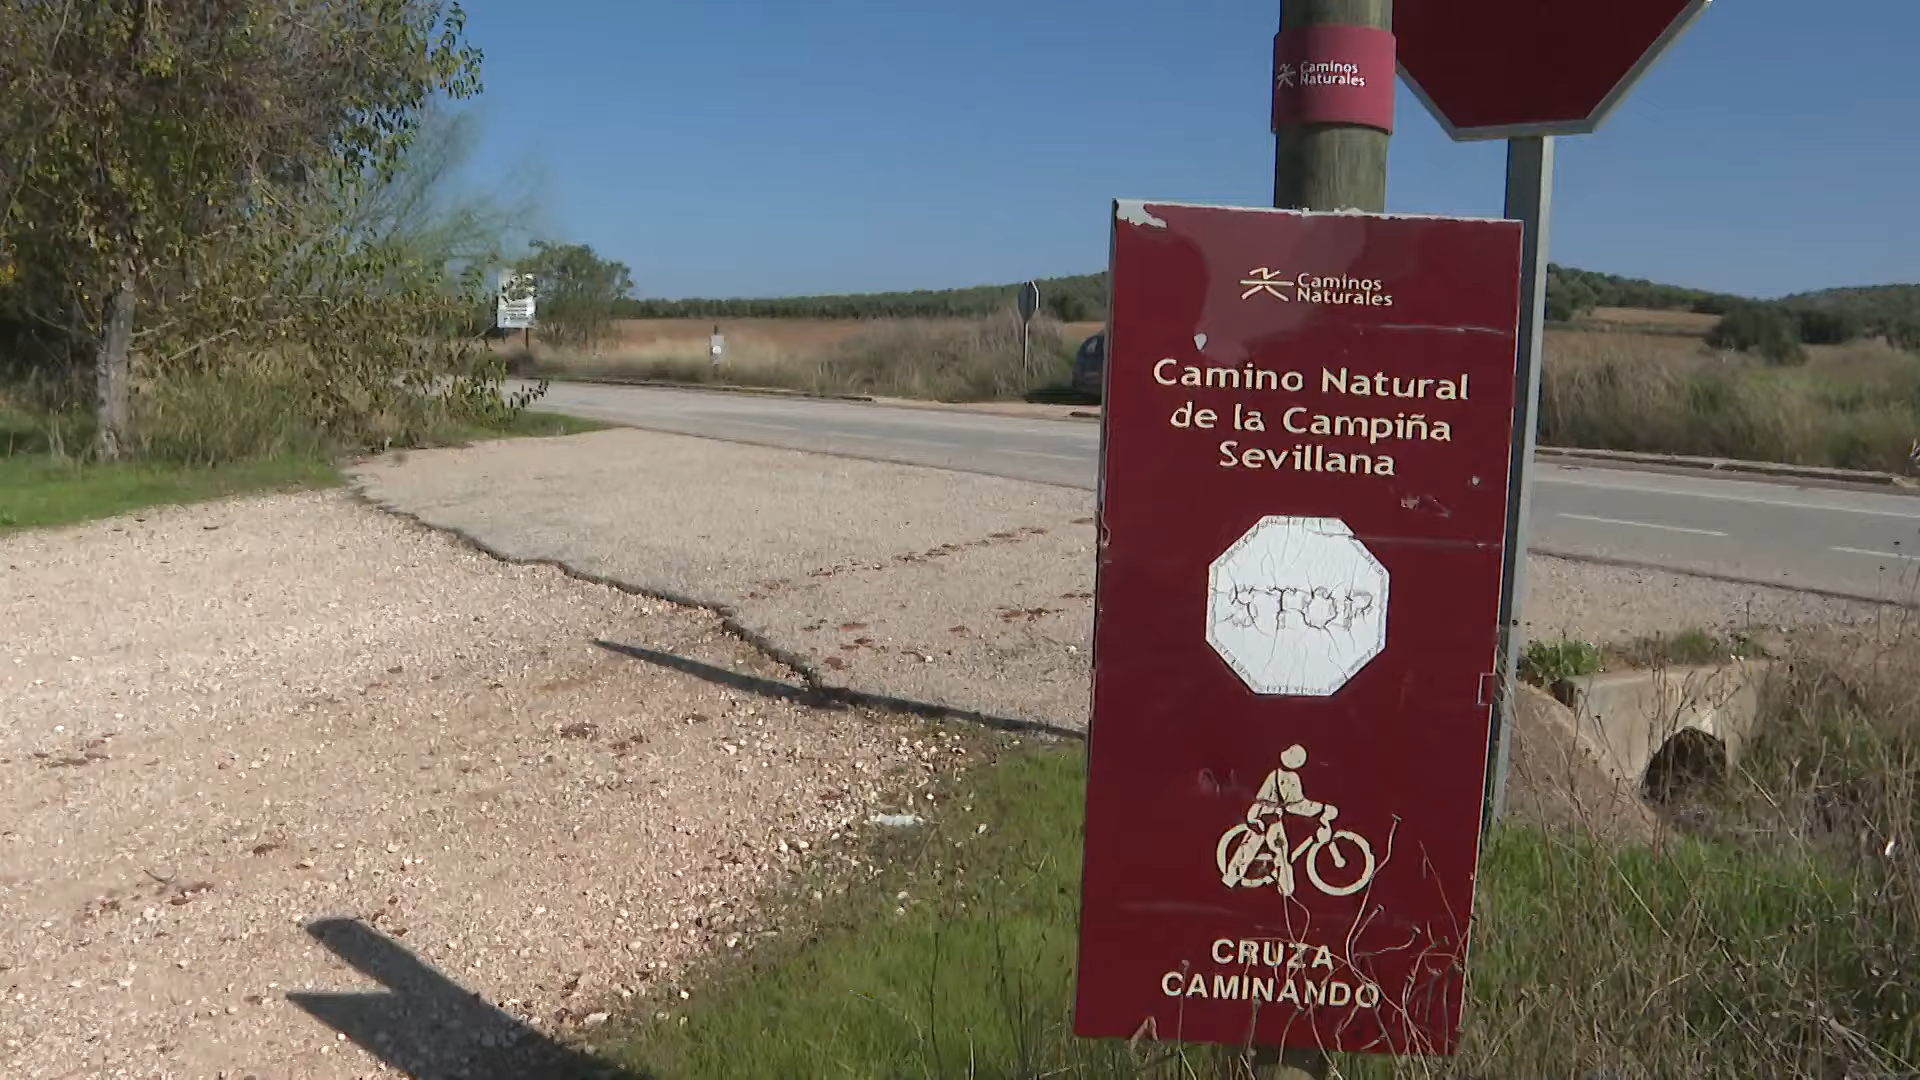 Caminos
Naturales
Caminos
Naturales
Camino Natural
de la Campiña
Sevillana
STOP
CRUZA
CAMINANDO